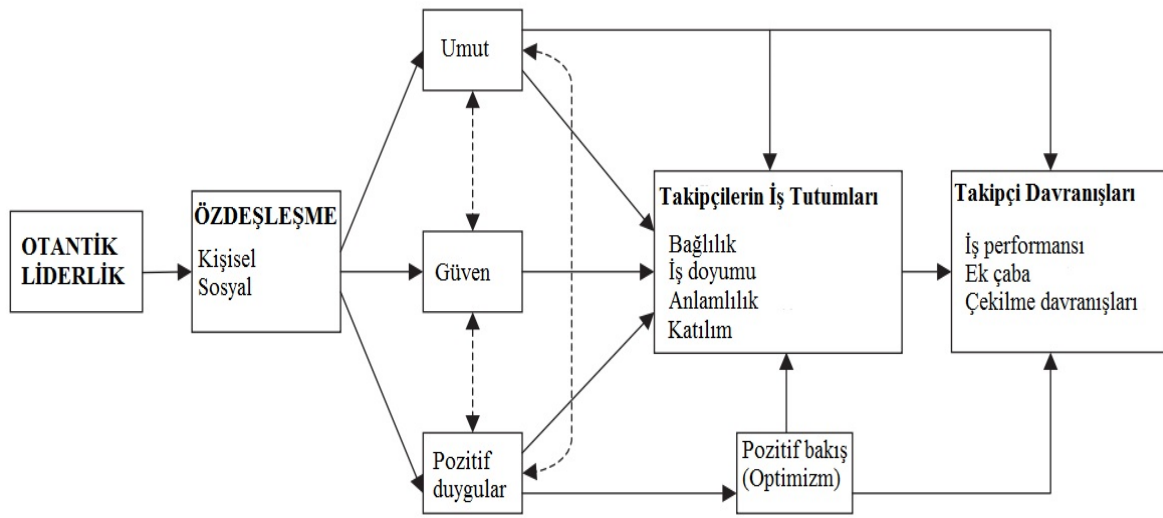 OTANTİK
LİDERLİK
ÖZDEŞLEŞME
Kişisel
Sosyal
Umut
Güven
Pozitif
duygular
Takipçilerin İş Tutumları
Bağlılık
İş doyumu
Anlamlılık
Katılım
Pozitif bakış
(Optimizm)
Takipçi Davranışları
İş performansı
Ek çaba
Çekilme davranışları